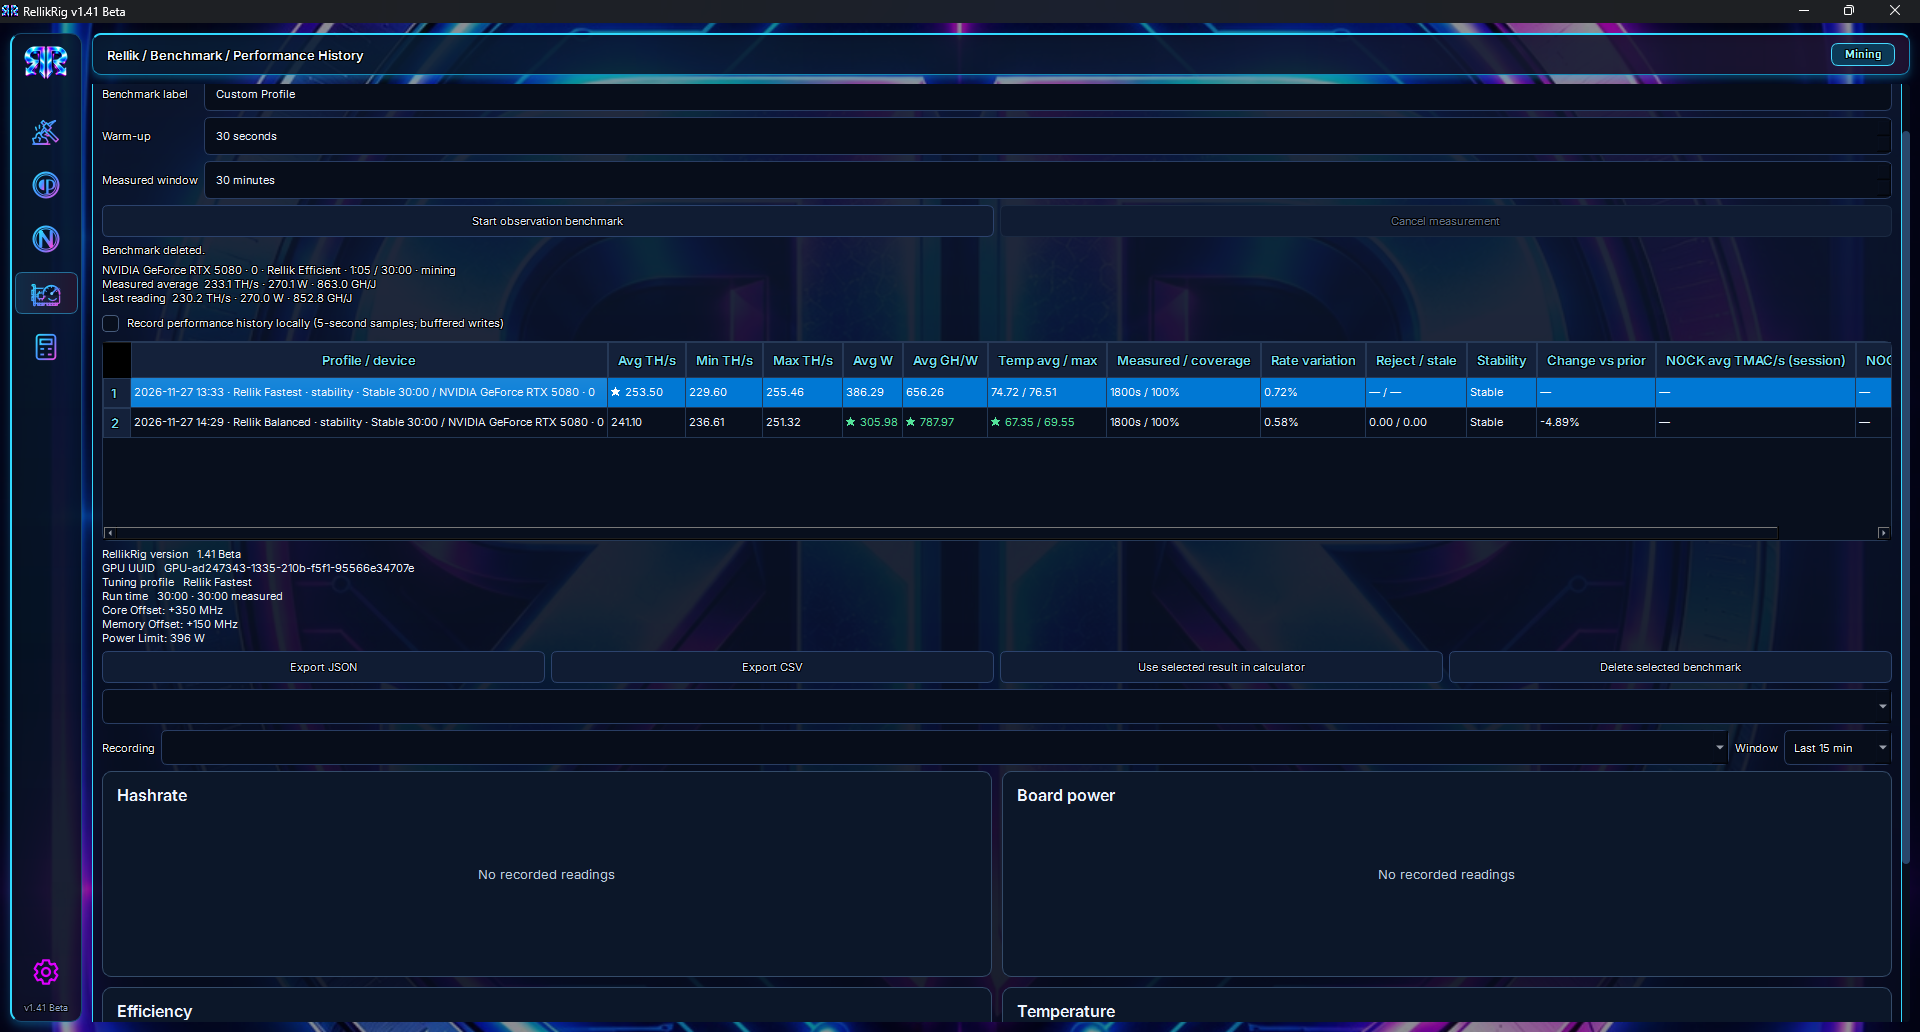 RellikRig v1.41 Beta
Rellik / Benchmark / Performance History
Mining
Benchmark label Custom Profile
Warm-up 30 seconds
Measured window 30 minutes
Start observation benchmark Cancel measurement
Benchmark deleted.
NVIDIA GeForce RTX 5080 · 0 · Rellik Efficient · 1:05 / 30:00 · mining
Measured average 233.1 TH/s · 270.1 W · 863.0 GH/J
Last reading 230.2 TH/s · 270.0 W · 852.8 GH/J
Record performance history locally (5-second samples; buffered writes)
Profile / device Avg TH/s Min TH/s Max TH/s Avg W Avg GH/W Temp avg / max Measured / coverage Rate variation Reject / stale Stability Change vs prior NOCK avg TMAC/s (session) NOC
1 2026-11-27 13:33 · Rellik Fastest · stability · Stable 30:00 / NVIDIA GeForce RTX 5080 · 0 ★ 253.50 229.60 255.46 386.29 656.26 74.72 / 76.51 1800s / 100% 0.72% — / — Stable — — —
2 2026-11-27 14:29 · Rellik Balanced · stability · Stable 30:00 / NVIDIA GeForce RTX 5080 · 0 241.10 236.61 251.32 ★ 305.98 ★ 787.97 ★ 67.35 / 69.55 1800s / 100% 0.58% 0.00 / 0.00 Stable -4.89% — —
RellikRig version 1.41 Beta
GPU UUID GPU-ad247343-1335-210b-f5f1-95566e34707e
Tuning profile Rellik Fastest
Run time 30:00 · 30:00 measured
Core Offset: +350 MHz
Memory Offset: +150 MHz
Power Limit: 396 W
Export JSON Export CSV Use selected result in calculator Delete selected benchmark
Recording Window Last 15 min
Hashrate Board power
No recorded readings No recorded readings
Efficiency Temperature
v1.41 Beta